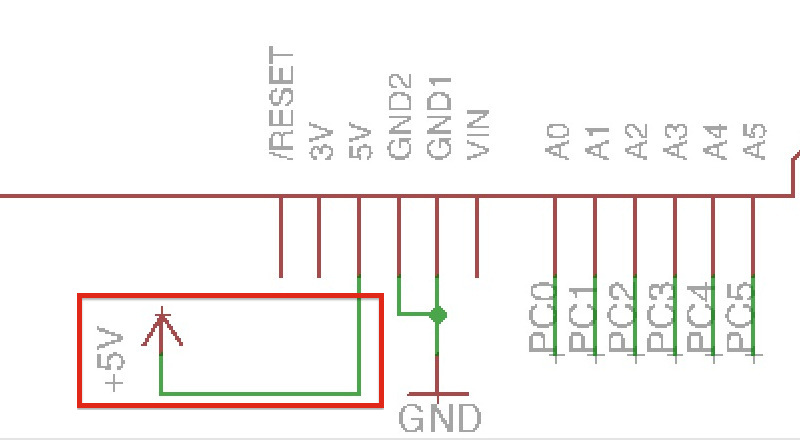 /RESET
3V
5V
GND2
GND1
VIN
A0
A1
A2
A3
A4
A5
+5V
PC0
PC1
PC2
PC3
PC4
PC5
GND